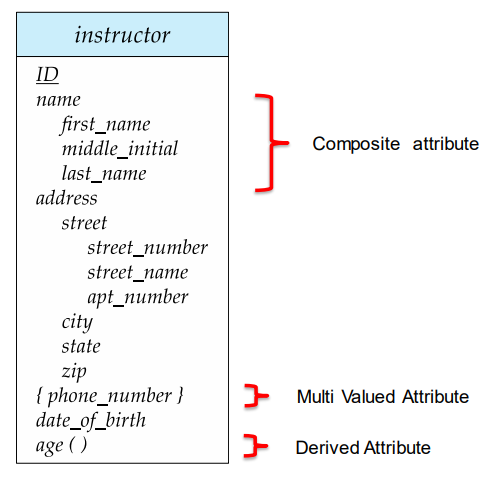 instructor
ID
name
first_name
middle_initial
last_name
Composite attribute
address
street
street_number
street_name
apt_number
city
state
zip
{ phone_number }
Multi Valued Attribute
date_of_birth
age ( )
Derived Attribute